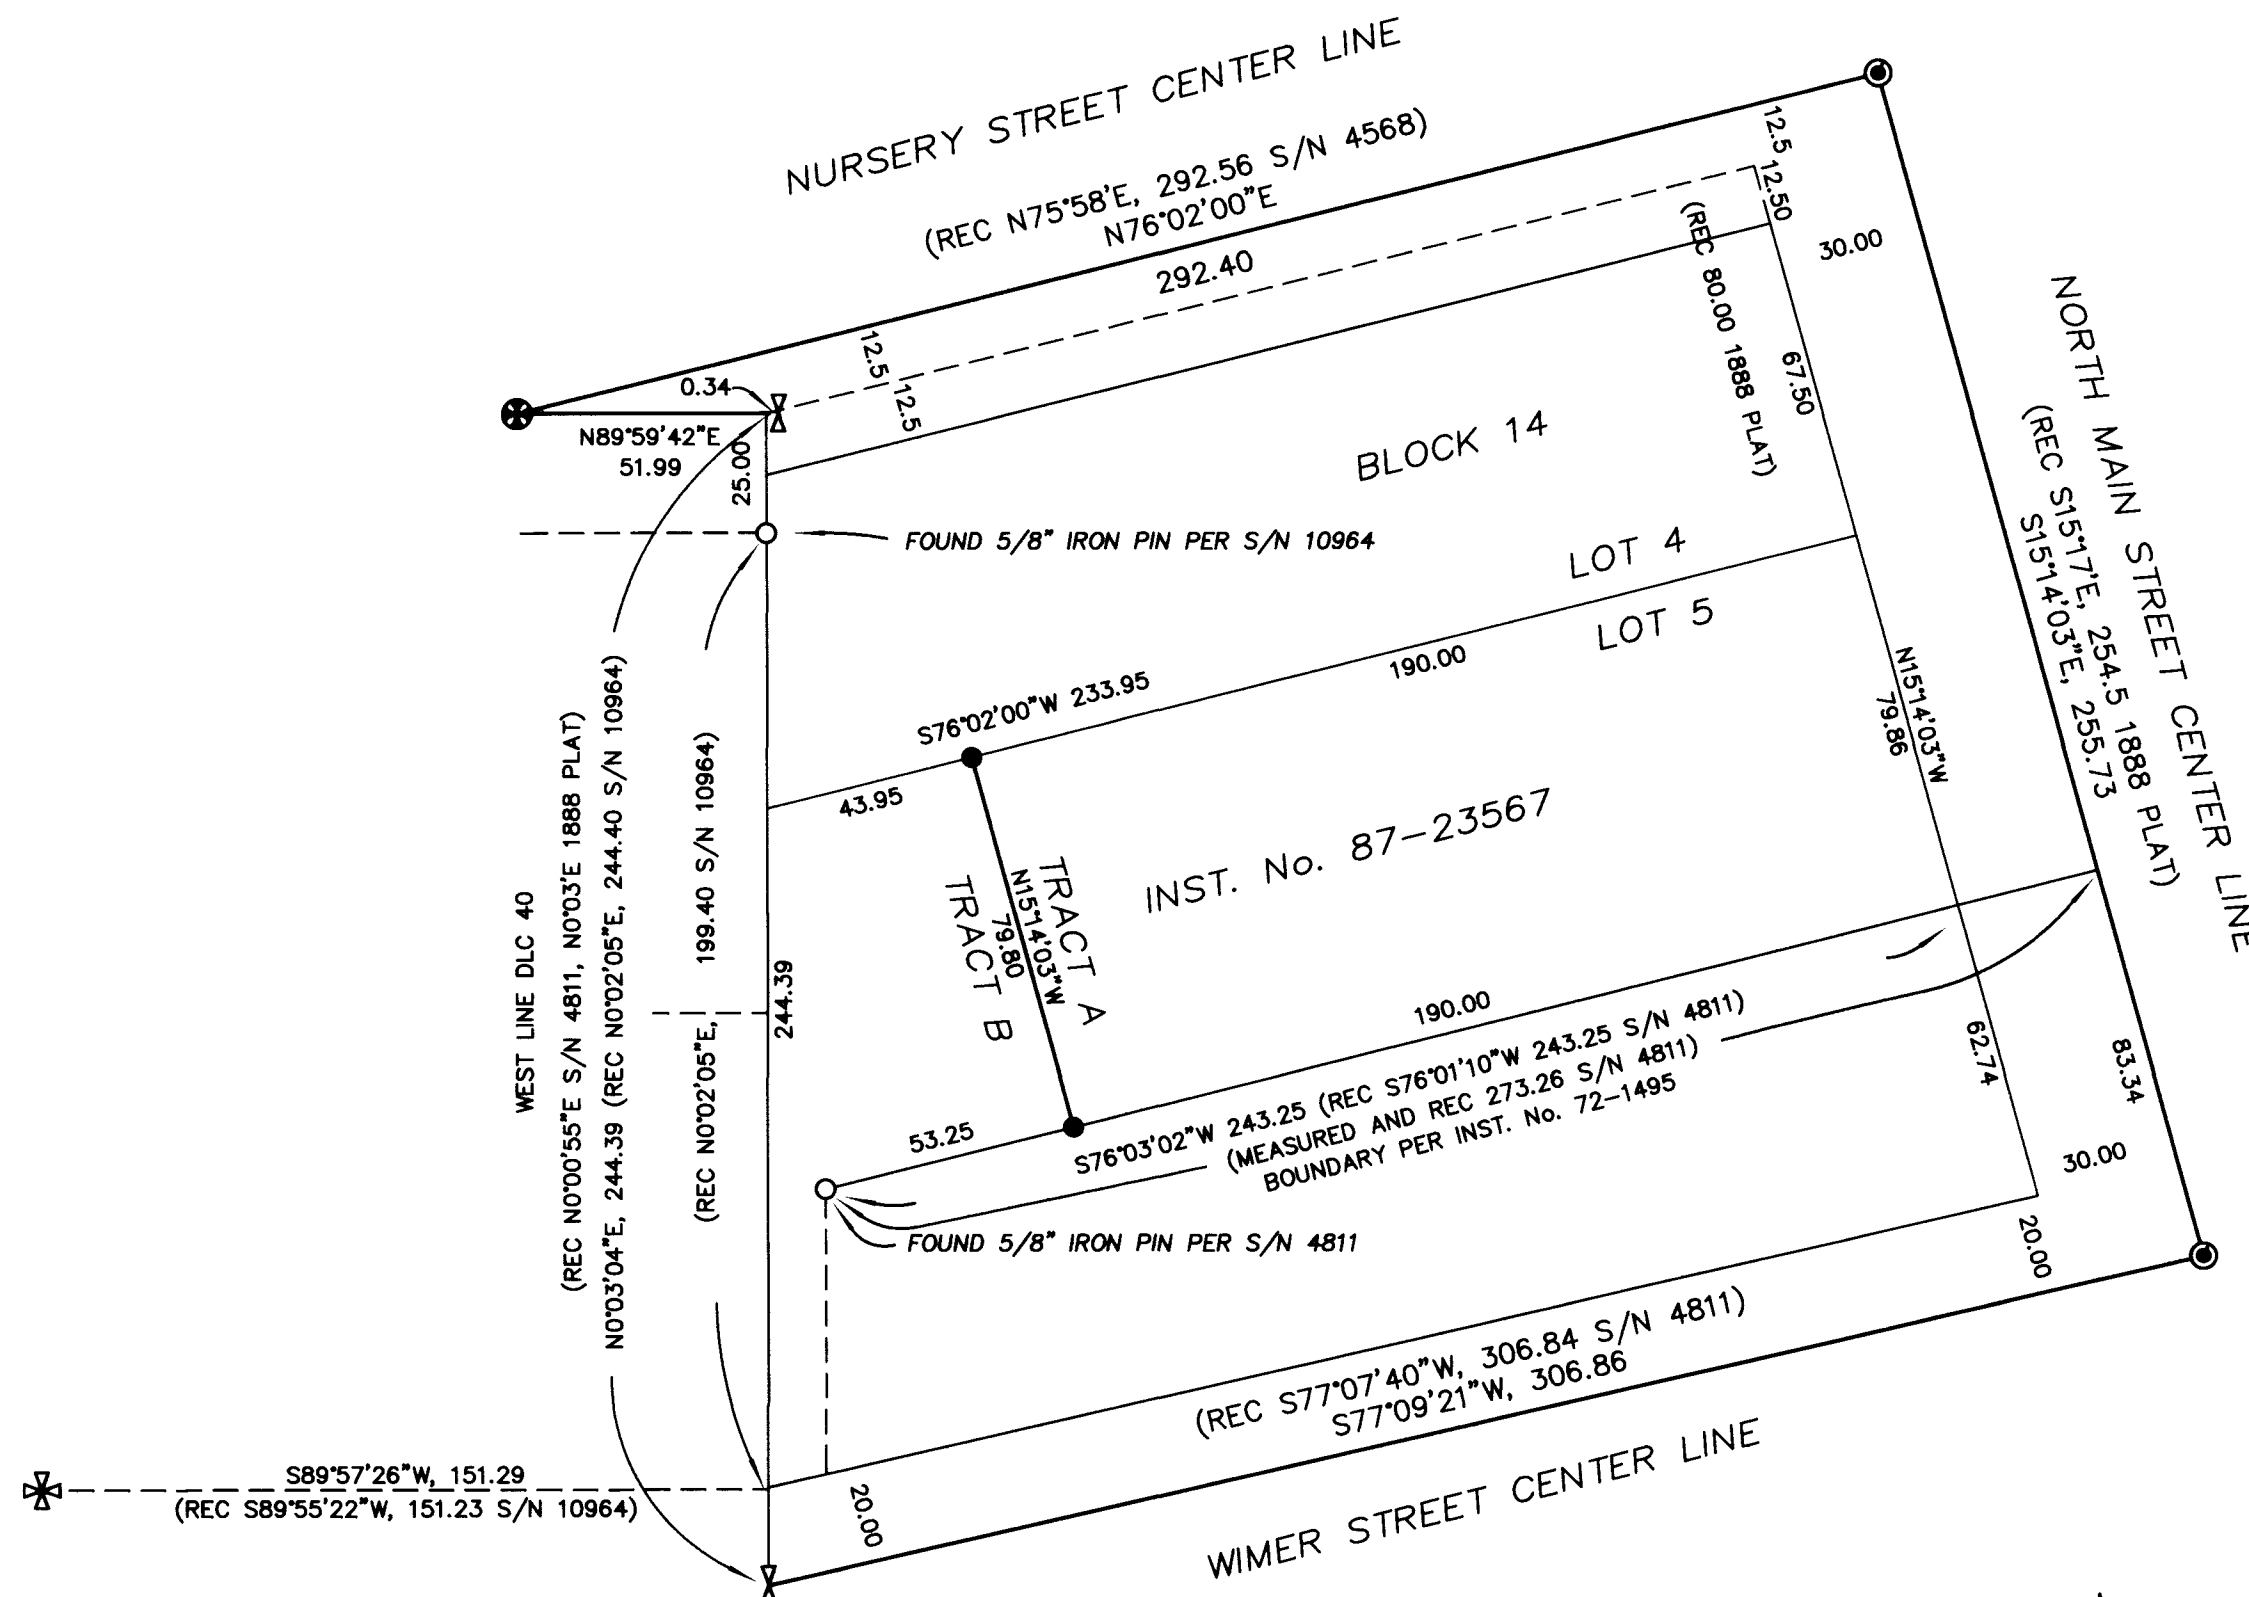 NURSERY STREET CENTER LINE
(REC N75°58'E, 292.56 S/N 4568)
N76°02'00"E
292.40
12.5
12.50
30.00
(REC 80.00 1888 PLAT)
67.50
12.5
12.5
0.34
N89°59'42"E
51.99
25.00
BLOCK 14
FOUND 5/8" IRON PIN PER S/N 10964
LOT 4
LOT 5
NORTH MAIN STREET CENTER LINE
(REC S15°17'E, 254.5 1888 PLAT)
S15°14'03"E, 255.73
N15°14'03"W
79.86
190.00
S76°02'00"W 233.95
43.95
INST. No. 87-23567
TRACT A
N15°14'03"W
79.80
TRACT B
WEST LINE DLC 40
(REC N0°00'55"E S/N 4811, N0°03'E 1888 PLAT)
N0°03'04"E, 244.39 (REC N0°02'05"E, 244.40 S/N 10964)
(REC N0°02'05"E, 199.40 S/N 10964)
244.39
190.00
53.25
S76°03'02"W 243.25 (REC S76°01'10"W 243.25 S/N 4811)
(MEASURED AND REC 273.26 S/N 4811)
BOUNDARY PER INST. No. 72-1495
62.74
83.34
30.00
20.00
FOUND 5/8" IRON PIN PER S/N 4811
(REC S77°07'40"W, 306.84 S/N 4811)
S77°09'21"W, 306.86
S89°57'26"W, 151.29
(REC S89°55'22"W, 151.23 S/N 10964)
20.00
WIMER STREET CENTER LINE